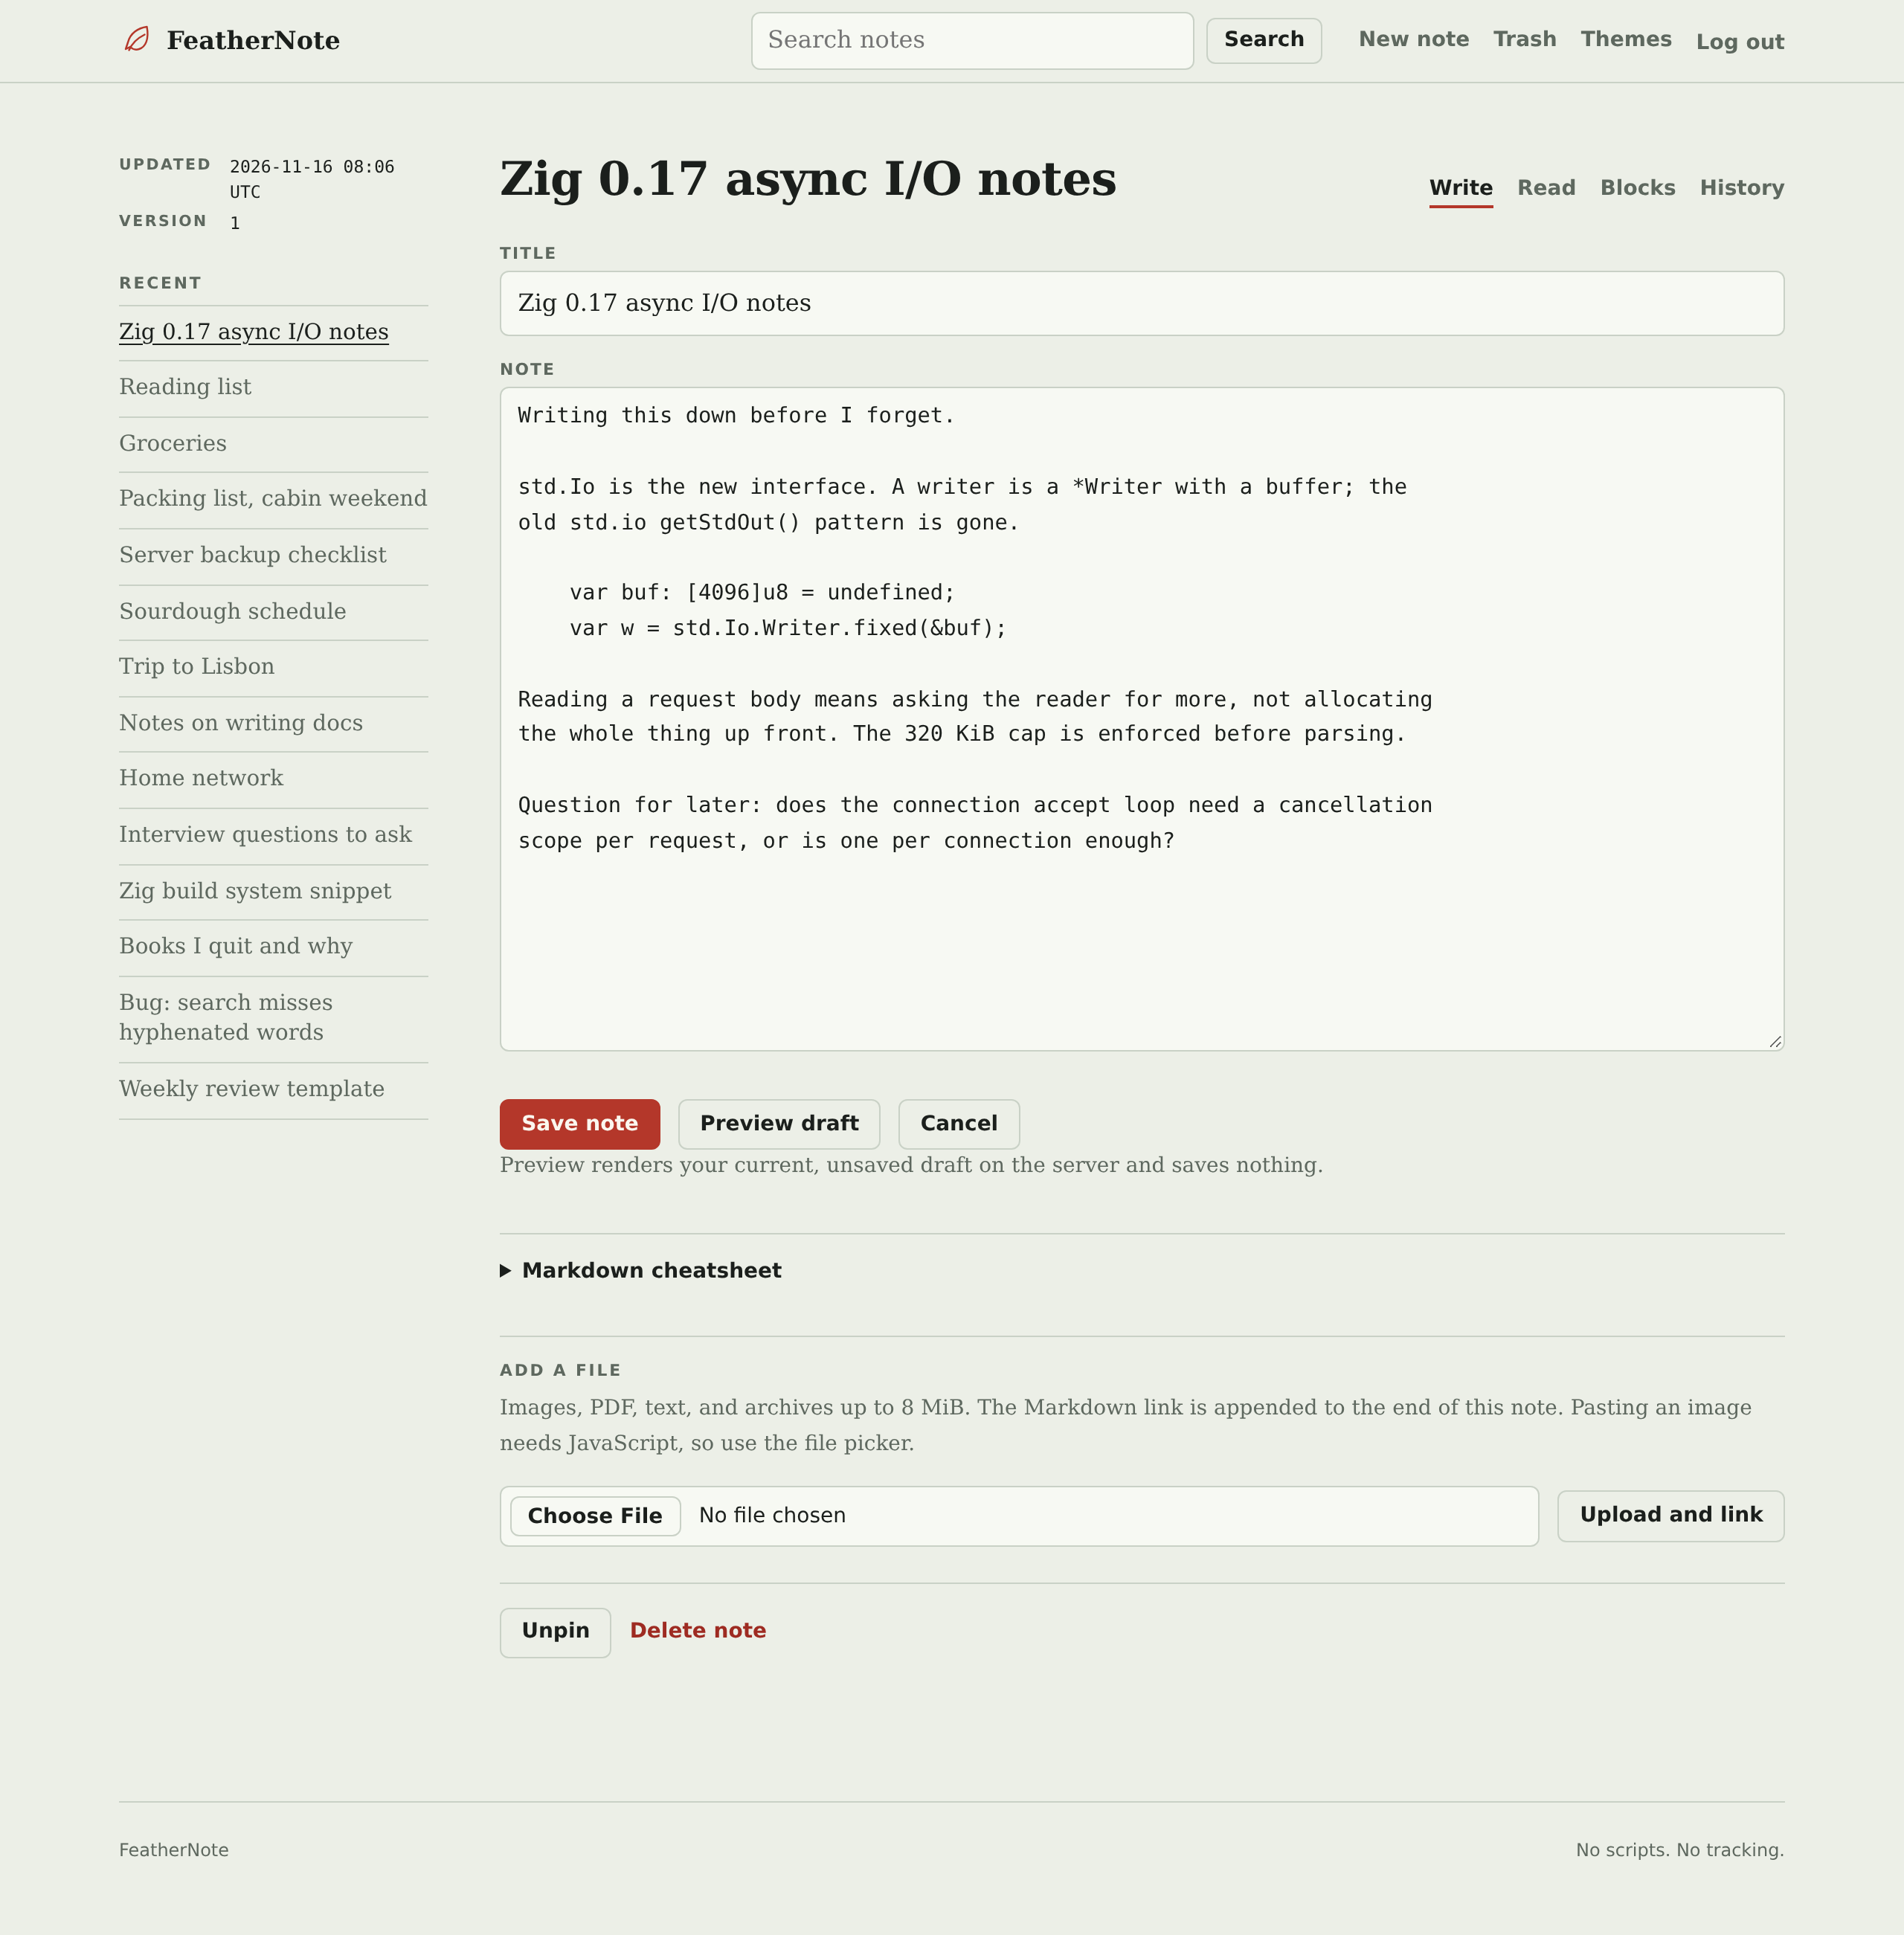 FeatherNote
Search notes
Search
New note
Trash
Themes
Log out
UPDATED 2026-11-16 08:06
UTC
VERSION 1
RECENT
Zig 0.17 async I/O notes
Reading list
Groceries
Packing list, cabin weekend
Server backup checklist
Sourdough schedule
Trip to Lisbon
Notes on writing docs
Home network
Interview questions to ask
Zig build system snippet
Books I quit and why
Bug: search misses
hyphenated words
Weekly review template
Zig 0.17 async I/O notes
Write
Read
Blocks
History
TITLE
Zig 0.17 async I/O notes
NOTE
Writing this down before I forget.
std.Io is the new interface. A writer is a *Writer with a buffer; the
old std.io getStdOut() pattern is gone.
    var buf: [4096]u8 = undefined;
    var w = std.Io.Writer.fixed(&buf);
Reading a request body means asking the reader for more, not allocating
the whole thing up front. The 320 KiB cap is enforced before parsing.
Question for later: does the connection accept loop need a cancellation
scope per request, or is one per connection enough?
Save note
Preview draft
Cancel
Preview renders your current, unsaved draft on the server and saves nothing.
Markdown cheatsheet
ADD A FILE
Images, PDF, text, and archives up to 8 MiB. The Markdown link is appended to the end of this note. Pasting an image
needs JavaScript, so use the file picker.
Choose File
No file chosen
Upload and link
Unpin
Delete note
FeatherNote
No scripts. No tracking.